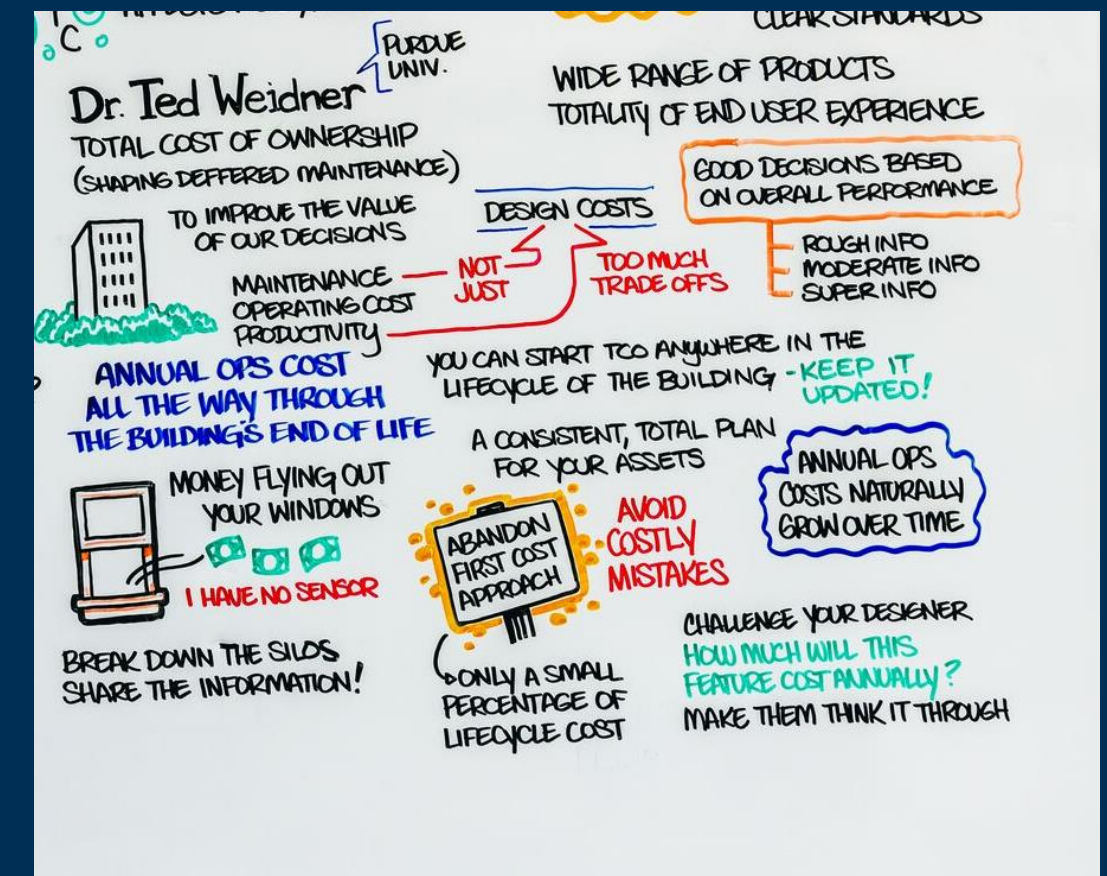 C
CLEAR STANDARDS
PURDUE
UNIV.
Dr. Ted Weidner
TOTAL COST OF OWNERSHIP
(SHAPING DEFFERED MAINTENANCE)
WIDE RANGE OF PRODUCTS
TOTALITY OF END USER EXPERIENCE
GOOD DECISIONS BASED
ON OVERALL PERFORMANCE
ROUGH INFO
MODERATE INFO
SUPER INFO
TO IMPROVE THE VALUE
OF OUR DECISIONS
DESIGN COSTS
MAINTENANCE
OPERATING COST
PRODUCTIVITY
NOT
JUST
TOO MUCH
TRADE OFFS
ANNUAL OPS COST
ALL THE WAY THROUGH
THE BUILDING'S END OF LIFE
YOU CAN START TCO ANYWHERE IN THE
LIFECYCLE OF THE BUILDING - KEEP IT
UPDATED!
A CONSISTENT, TOTAL PLAN
FOR YOUR ASSETS
ANNUAL OPS
COSTS NATURALLY
GROW OVER TIME
MONEY FLYING OUT
YOUR WINDOWS
I HAVE NO SENSOR
ABANDON
FIRST COST
APPROACH
AVOID
COSTLY
MISTAKES
BREAK DOWN THE SILOS
SHARE THE INFORMATION!
ONLY A SMALL
PERCENTAGE OF
LIFECYCLE COST
CHALLENGE YOUR DESIGNER
HOW MUCH WILL THIS
FEATURE COST ANNUALLY?
MAKE THEM THINK IT THROUGH